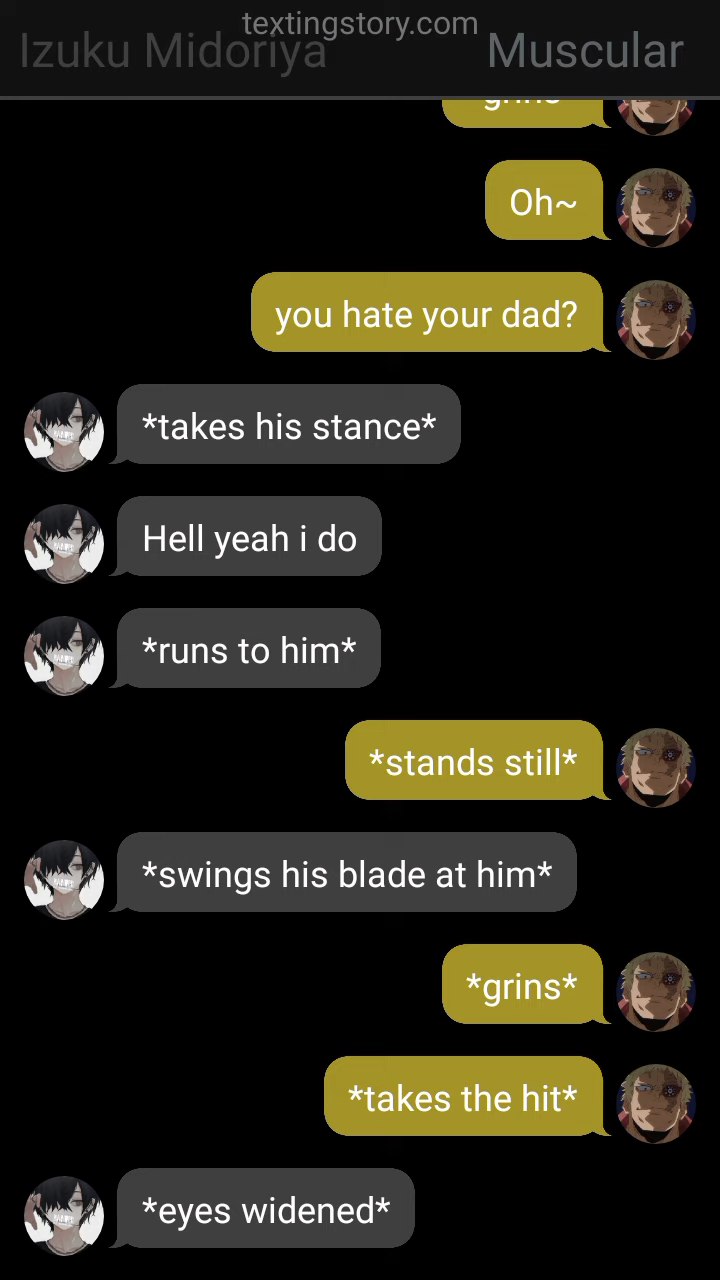 textingstory.com
Izuku Midoriya
Muscular
grins
Oh~
you hate your dad?
*takes his stance*
Hell yeah i do
*runs to him*
*stands still*
*swings his blade at him*
*grins*
*takes the hit*
*eyes widened*